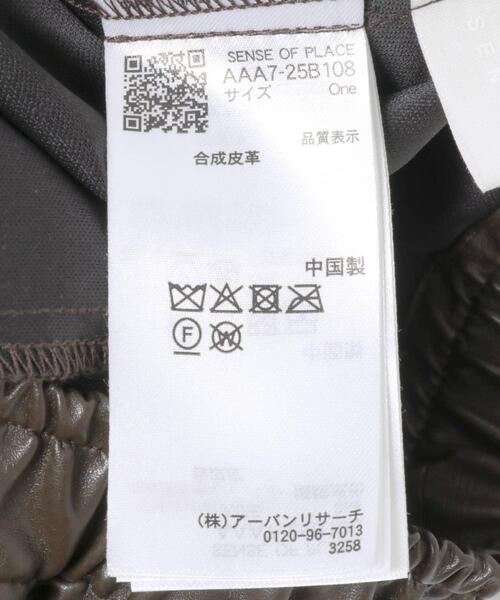 SENSE OF PLACE
AAA7-25B108
サイズ One
品質表示
合成皮革
中国製
F
W
(株)アーバンリサーチ
0120-96-7013
3258